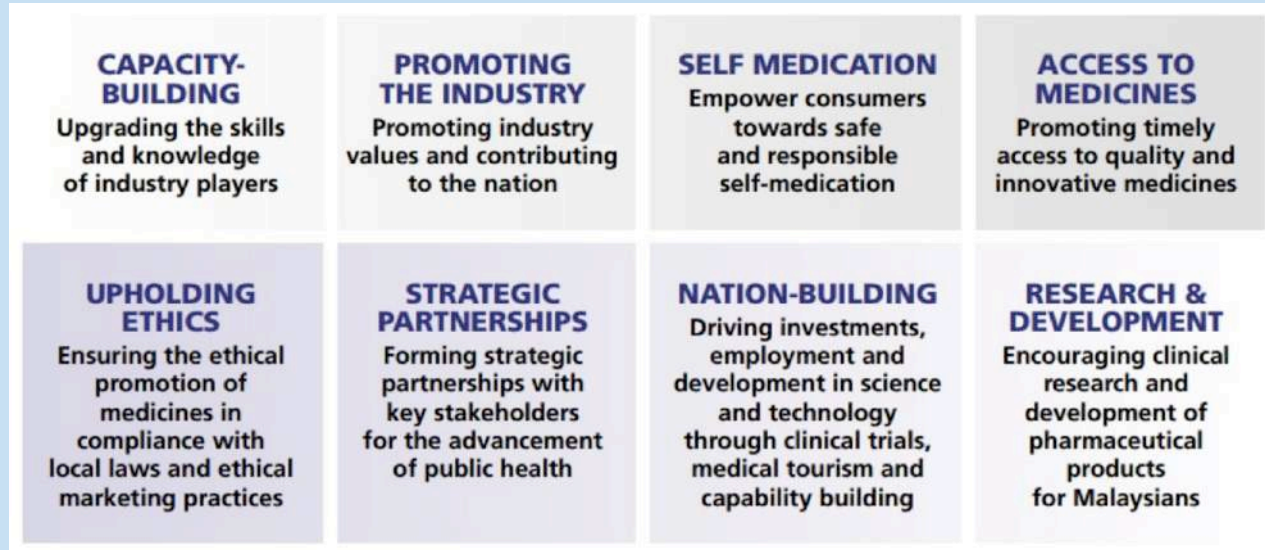 CAPACITY-
BUILDING
Upgrading the skills
and knowledge
of industry players
PROMOTING
THE INDUSTRY
Promoting industry
values and contributing
to the nation
SELF MEDICATION
Empower consumers
towards safe
and responsible
self-medication
ACCESS TO
MEDICINES
Promoting timely
access to quality and
innovative medicines
UPHOLDING
ETHICS
Ensuring the ethical
promotion of
medicines in
compliance with
local laws and ethical
marketing practices
STRATEGIC
PARTNERSHIPS
Forming strategic
partnerships with
key stakeholders
for the advancement
of public health
NATION-BUILDING
Driving investments,
employment and
development in science
and technology
through clinical trials,
medical tourism and
capability building
RESEARCH &
DEVELOPMENT
Encouraging clinical
research and
development of
pharmaceutical
products
for Malaysians